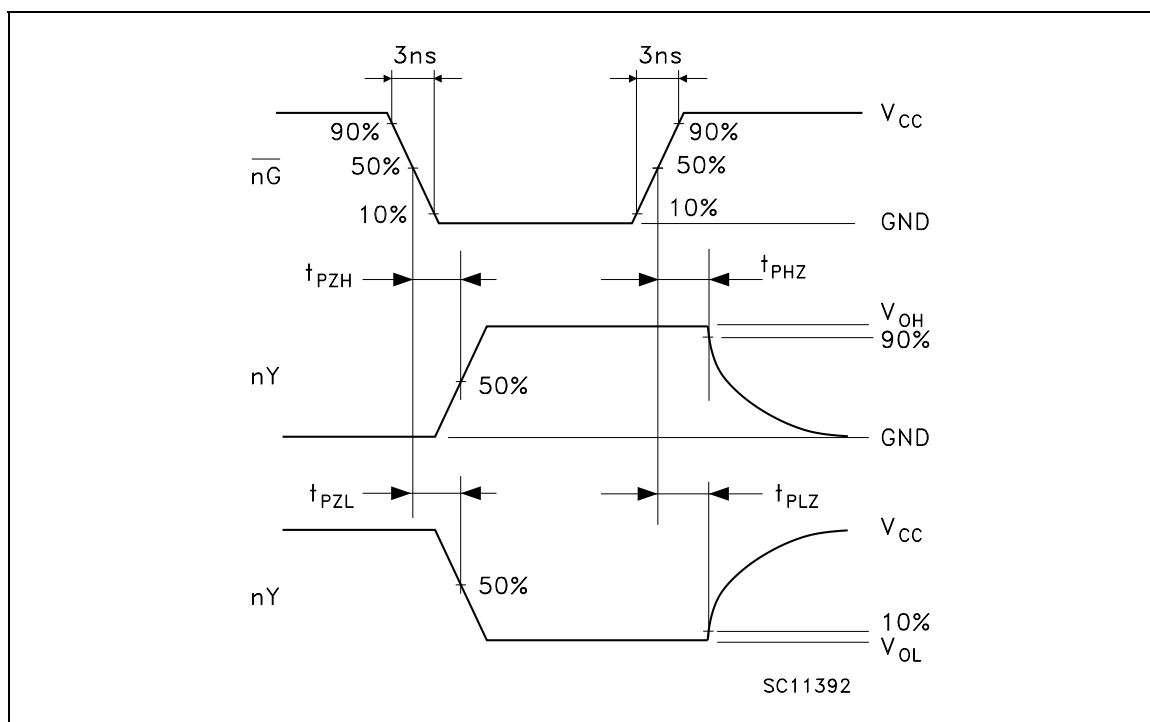 3ns 3ns
V_CC
90% 90%
n̅G̅ 50% 50%
10% 10%
GND
t_PZH t_PHZ
V_OH
90%
nY 50%
GND
t_PZL t_PLZ
V_CC
50%
nY
10%
V_OL
SC11392